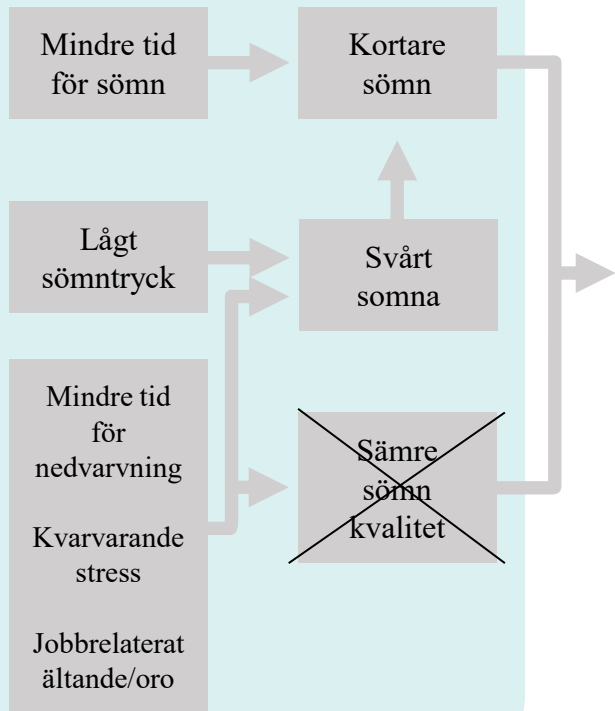 Mindre tid
för sömn
Kortare
sömn
Lågt
sömntryck
Svårt
somna
Mindre tid
för
nedvarvning
Kvarvarande
stress
Jobbrelaterat
ältande/oro
Sämre
sömn
kvalitet